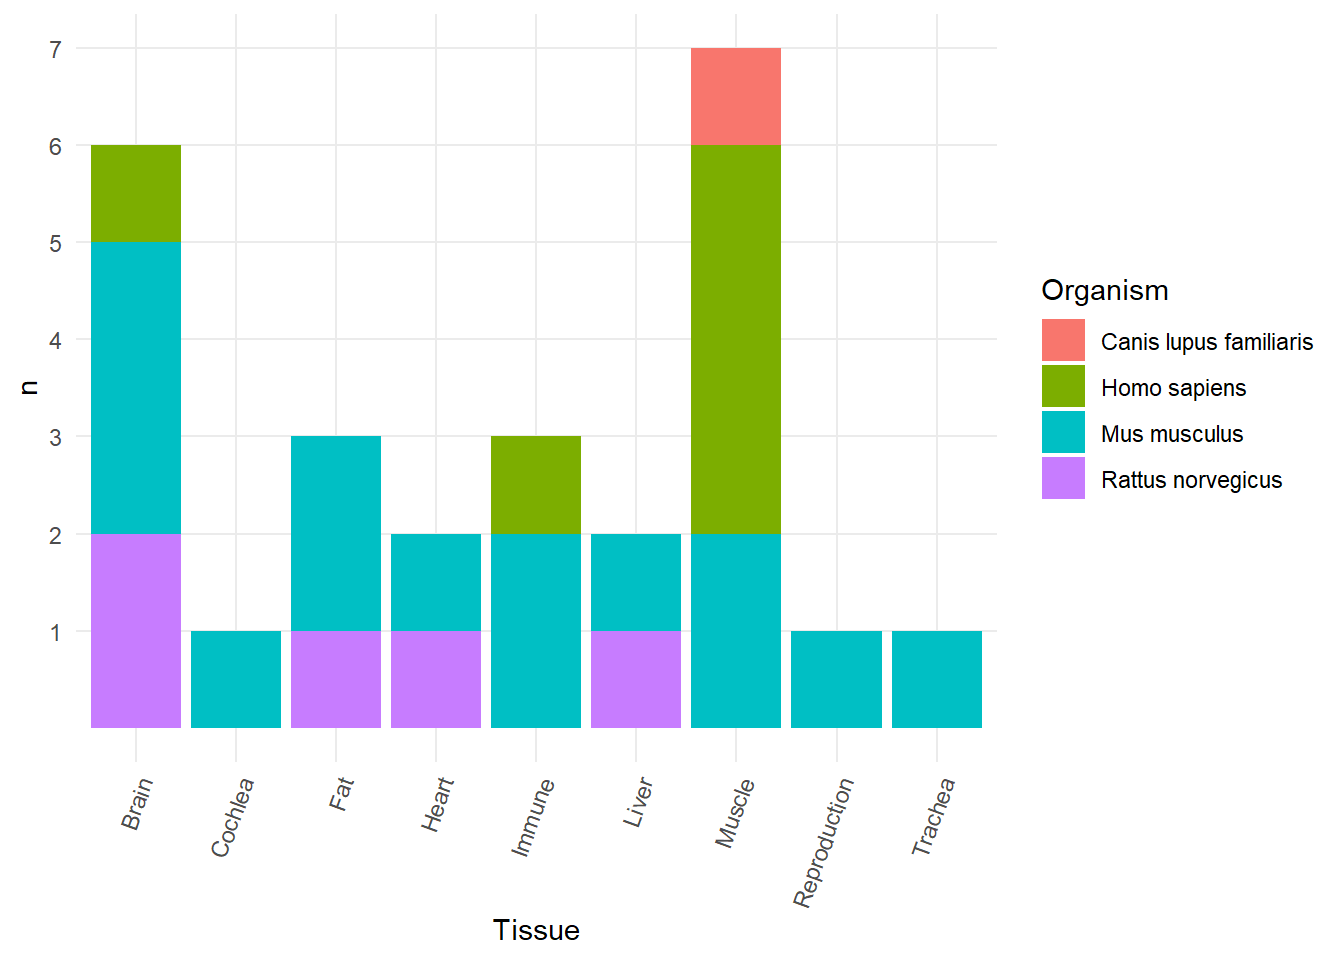 7
6
5
4
3
2
1
n
Brain
Cochlea
Fat
Heart
Immune
Liver
Muscle
Reproduction
Trachea
Tissue
Organism
Canis lupus familiaris
Homo sapiens
Mus musculus
Rattus norvegicus